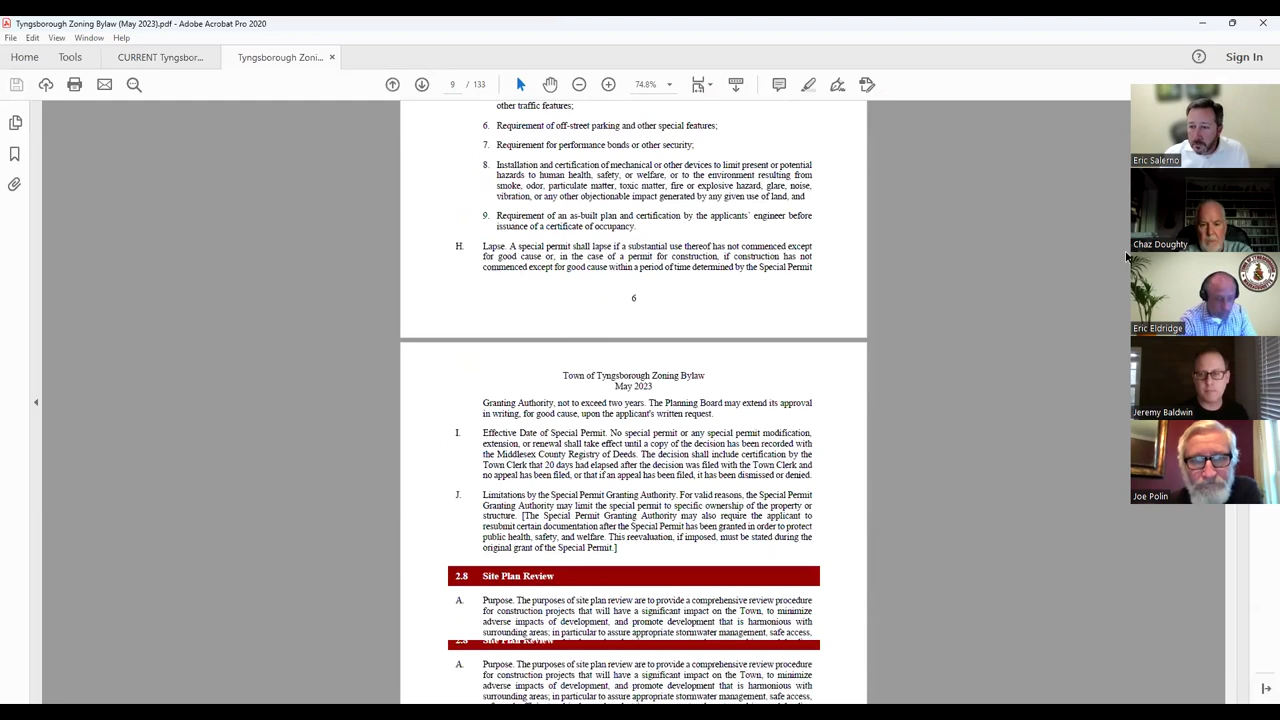 Tyngsborough Zoning Bylaw (May 2023).pdf - Adobe Acrobat Pro 2020
File Edit View Window Help
Home Tools CURRENT Tyngsbor... Tyngsborough Zoni... ×
Sign In
9 / 133 74.8%
other traffic features;
6. Requirement of off-street parking and other special features;
7. Requirement for performance bonds or other security;
8. Installation and certification of mechanical or other devices to limit present or potential
hazards to human health, safety, or welfare, or to the environment resulting from
smoke, odor, particulate matter, toxic matter, fire or explosive hazard, glare, noise,
vibration, or any other objectionable impact generated by any given use of land, and
9. Requirement of an as-built plan and certification by the applicants' engineer before
issuance of a certificate of occupancy.
H. Lapse. A special permit shall lapse if a substantial use thereof has not commenced except
for good cause or, in the case of a permit for construction, if construction has not
commenced except for good cause within a period of time determined by the Special Permit
6
Town of Tyngsborough Zoning Bylaw
May 2023
Granting Authority, not to exceed two years. The Planning Board may extend its approval
in writing, for good cause, upon the applicant's written request.
I. Effective Date of Special Permit. No special permit or any special permit modification,
extension, or renewal shall take effect until a copy of the decision has been recorded with
the Middlesex County Registry of Deeds. The decision shall include certification by the
Town Clerk that 20 days had elapsed after the decision was filed with the Town Clerk and
no appeal has been filed, or that if an appeal has been filed, it has been dismissed or denied.
J. Limitations by the Special Permit Granting Authority. For valid reasons, the Special Permit
Granting Authority may limit the special permit to specific ownership of the property or
structure. [The Special Permit Granting Authority may also require the applicant to
resubmit certain documentation after the Special Permit has been granted in order to protect
public health, safety, and welfare. This reevaluation, if imposed, must be stated during the
original grant of the Special Permit.]
2.8 Site Plan Review
A. Purpose. The purposes of site plan review are to provide a comprehensive review procedure
for construction projects that will have a significant impact on the Town, to minimize
adverse impacts of development, and promote development that is harmonious with
surrounding areas; in particular to assure appropriate stormwater management, safe access,
2.8 Site Plan Review
A. Purpose. The purposes of site plan review are to provide a comprehensive review procedure
for construction projects that will have a significant impact on the Town, to minimize
adverse impacts of development, and promote development that is harmonious with
surrounding areas; in particular to assure appropriate stormwater management, safe access,
Eric Salerno
Chaz Doughty
Eric Eldridge
Jeremy Baldwin
Joe Polin